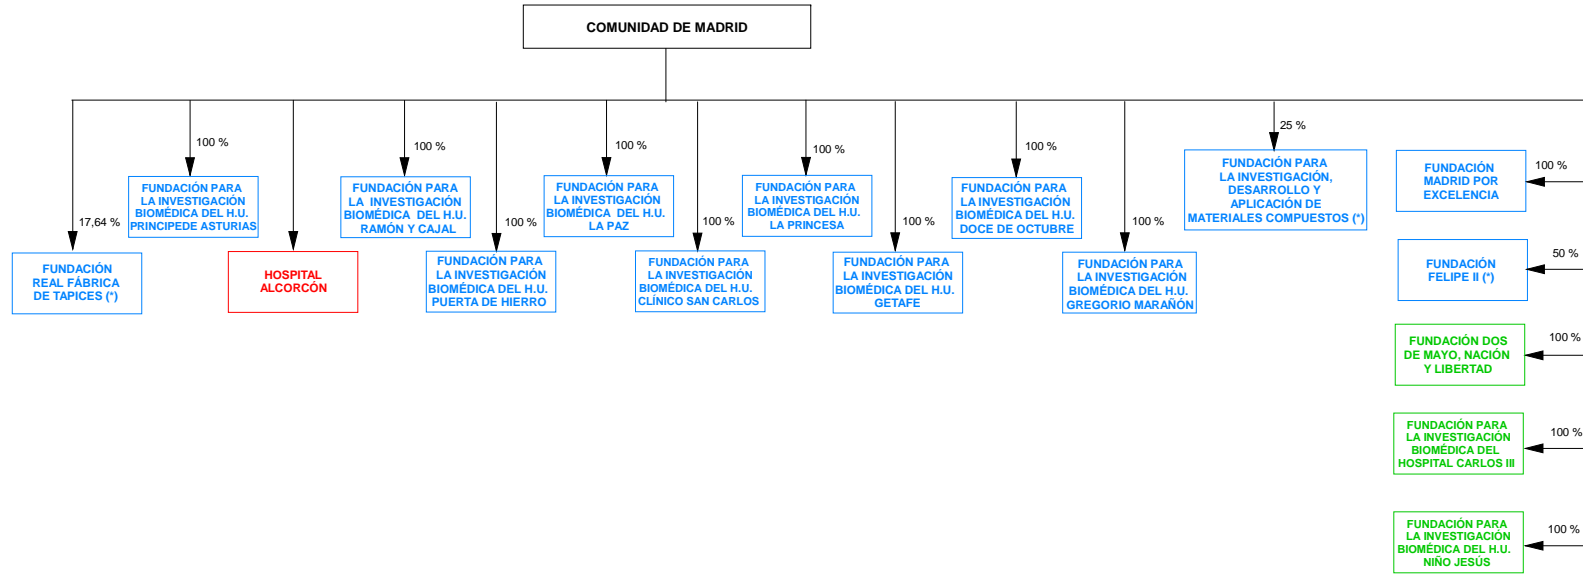 COMUNIDAD DE MADRID
17,64 %
FUNDACIÓN
REAL FÁBRICA
DE TAPICES (*)
100 %
FUNDACIÓN PARA
LA INVESTIGACIÓN
BIOMÉDICA DEL H.U.
PRINCIPEDE ASTURIAS
HOSPITAL
ALCORCÓN
100 %
FUNDACIÓN PARA
LA INVESTIGACIÓN
BIOMÉDICA DEL H.U.
RAMÓN Y CAJAL
100 %
FUNDACIÓN PARA
LA INVESTIGACIÓN
BIOMÉDICA DEL H.U.
PUERTA DE HIERRO
100 %
FUNDACIÓN PARA
LA INVESTIGACIÓN
BIOMÉDICA DEL H.U.
LA PAZ
100 %
FUNDACIÓN PARA
LA INVESTIGACIÓN
BIOMÉDICA DEL H.U.
CLÍNICO SAN CARLOS
100 %
FUNDACIÓN PARA
LA INVESTIGACIÓN
BIOMÉDICA DEL H.U.
LA PRINCESA
100 %
FUNDACIÓN PARA
LA INVESTIGACIÓN
BIOMÉDICA DEL H.U.
GETAFE
100 %
FUNDACIÓN PARA
LA INVESTIGACIÓN
BIOMÉDICA DEL H.U.
DOCE DE OCTUBRE
100 %
FUNDACIÓN PARA
LA INVESTIGACIÓN
BIOMÉDICA DEL H.U.
GREGORIO MARAÑÓN
25 %
FUNDACIÓN PARA
LA INVESTIGACIÓN,
DESARROLLO Y
APLICACIÓN DE
MATERIALES COMPUESTOS (*)
100 %
FUNDACIÓN
MADRID POR
EXCELENCIA
50 %
FUNDACIÓN
FELIPE II (*)
100 %
FUNDACIÓN DOS
DE MAYO, NACIÓN
Y LIBERTAD
100 %
FUNDACIÓN PARA
LA INVESTIGACIÓN
BIOMÉDICA DEL
HOSPITAL CARLOS III
100 %
FUNDACIÓN PARA
LA INVESTIGACIÓN
BIOMÉDICA DEL H.U.
NIÑO JESÚS